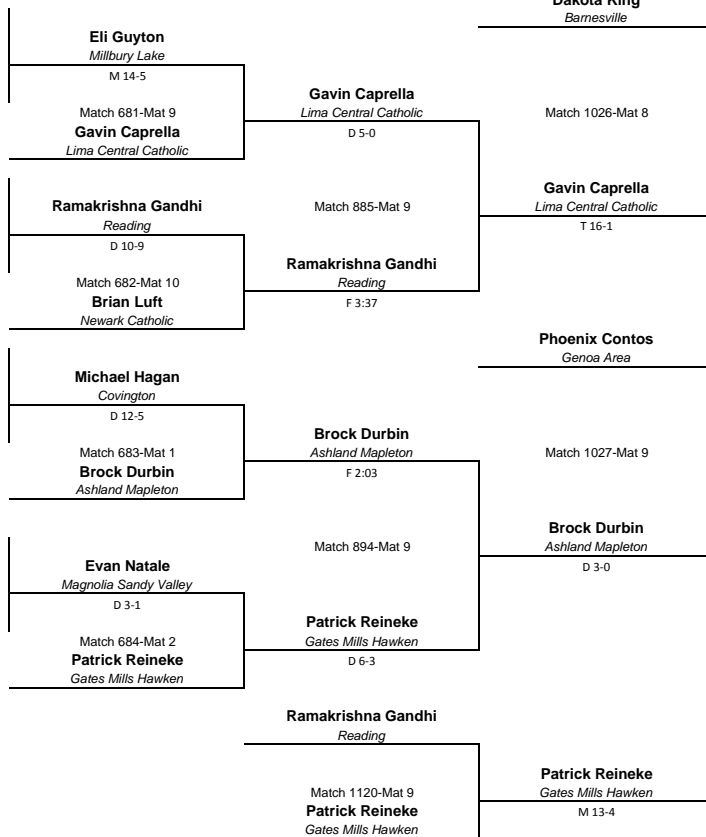 Dakota King
Barnesville
Eli Guyton
Millbury Lake
M 14-5
Match 681-Mat 9
Gavin Caprella
Lima Central Catholic
Gavin Caprella
Lima Central Catholic
D 5-0
Match 1026-Mat 8
Ramakrishna Gandhi
Reading
D 10-9
Match 682-Mat 10
Brian Luft
Newark Catholic
Match 885-Mat 9
Ramakrishna Gandhi
Reading
F 3:37
Gavin Caprella
Lima Central Catholic
T 16-1
Phoenix Contos
Genoa Area
Michael Hagan
Covington
D 12-5
Match 683-Mat 1
Brock Durbin
Ashland Mapleton
Brock Durbin
Ashland Mapleton
F 2:03
Match 1027-Mat 9
Evan Natale
Magnolia Sandy Valley
D 3-1
Match 684-Mat 2
Patrick Reineke
Gates Mills Hawken
Match 894-Mat 9
Patrick Reineke
Gates Mills Hawken
D 6-3
Brock Durbin
Ashland Mapleton
D 3-0
Ramakrishna Gandhi
Reading
Match 1120-Mat 9
Patrick Reineke
Gates Mills Hawken
Patrick Reineke
Gates Mills Hawken
M 13-4